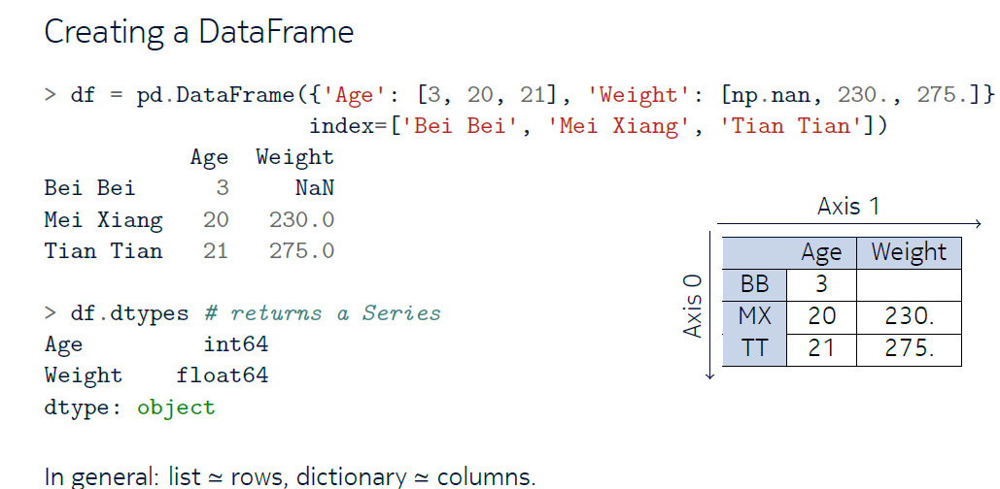 Creating a DataFrame
> df = pd.DataFrame({'Age': [3, 20, 21], 'Weight': [np.nan, 230., 275.]}
index=['Bei Bei', 'Mei Xiang', 'Tian Tian'])
Age Weight
Bei Bei 3 NaN
Mei Xiang 20 230.0
Tian Tian 21 275.0
> df.dtypes # returns a Series
Age int64
Weight float64
dtype: object
Axis 1
Axis 0
Age Weight
BB 3
MX 20 230.
TT 21 275.
In general: list ≃ rows, dictionary ≃ columns.